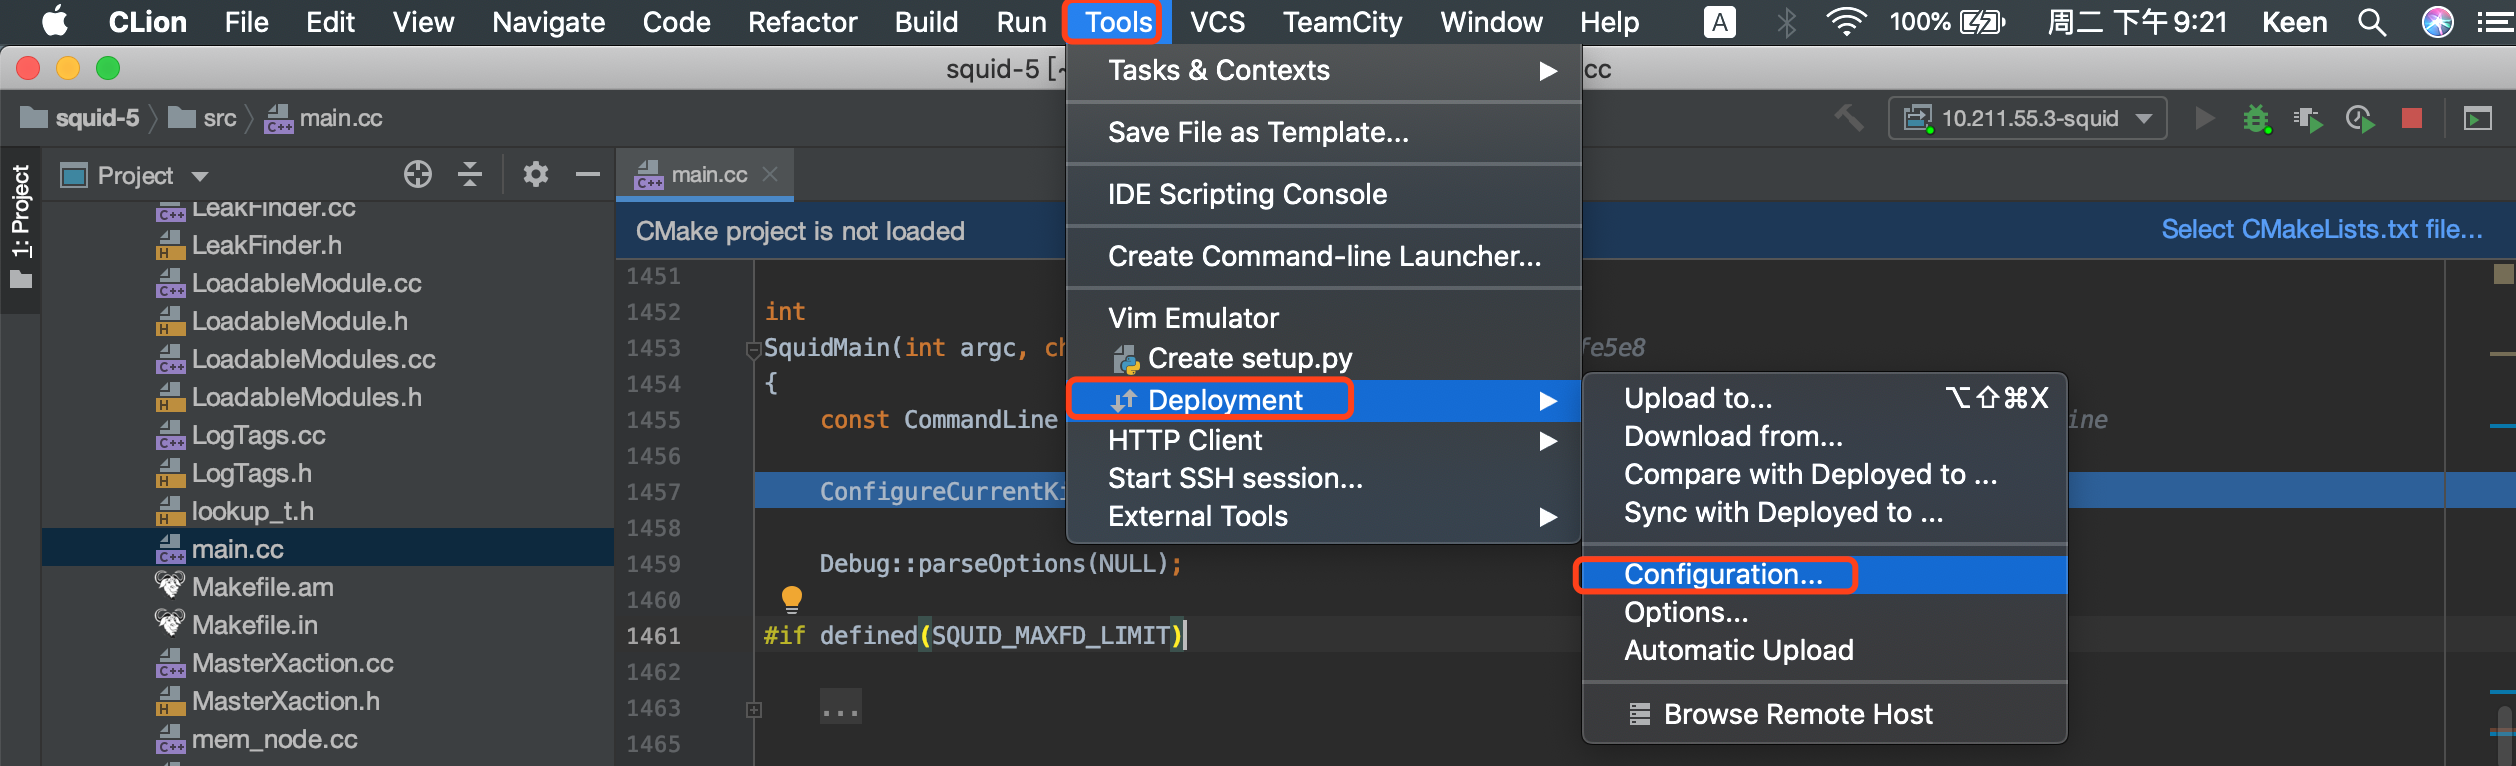 CLion File Edit View Navigate Code Refactor Build Run Tools VCS TeamCity Window Help A 100% 周二 下午 9:21 Keen
squid-5 [~ cc
squid-5 src main.cc
10.211.55.3-squid
1: Project
Project
main.cc
CMake project is not loaded
Select CMakeLists.txt file...
LeakFinder.cc
LeakFinder.h
LoadableModule.cc
LoadableModule.h
LoadableModules.cc
LoadableModules.h
LogTags.cc
LogTags.h
lookup_t.h
main.cc
Makefile.am
Makefile.in
MasterXaction.cc
MasterXaction.h
mem_node.cc
1451
1452 int
1453 SquidMain(int argc, ch fe5e8
1454 {
1455 const CommandLine ine
1456
1457 ConfigureCurrentKi
1458
1459 Debug::parseOptions(NULL);
1460
1461 #if defined(SQUID_MAXFD_LIMIT)
1462
1463 ...
1465
Tasks & Contexts
Save File as Template...
IDE Scripting Console
Create Command-line Launcher...
Vim Emulator
Create setup.py
Deployment
HTTP Client
Start SSH session...
External Tools
Upload to... ⌥⇧⌘X
Download from...
Compare with Deployed to ...
Sync with Deployed to ...
Configuration...
Options...
Automatic Upload
Browse Remote Host